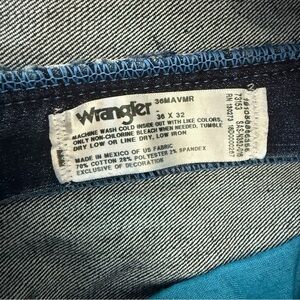 Wrangler
36MAVMR
36 X 32
MACHINE WASH COLD INSIDE OUT WITH LIKE COLORS,
ONLY NON-CHLORINE BLEACH WHEN NEEDED, TUMBLE
DRY LOW OR LINE DRY, LOW IRON
MADE IN MEXICO OF US FABRIC
70% COTTON 28% POLYESTER 2% SPANDEX
EXCLUSIVE OF DECORATION